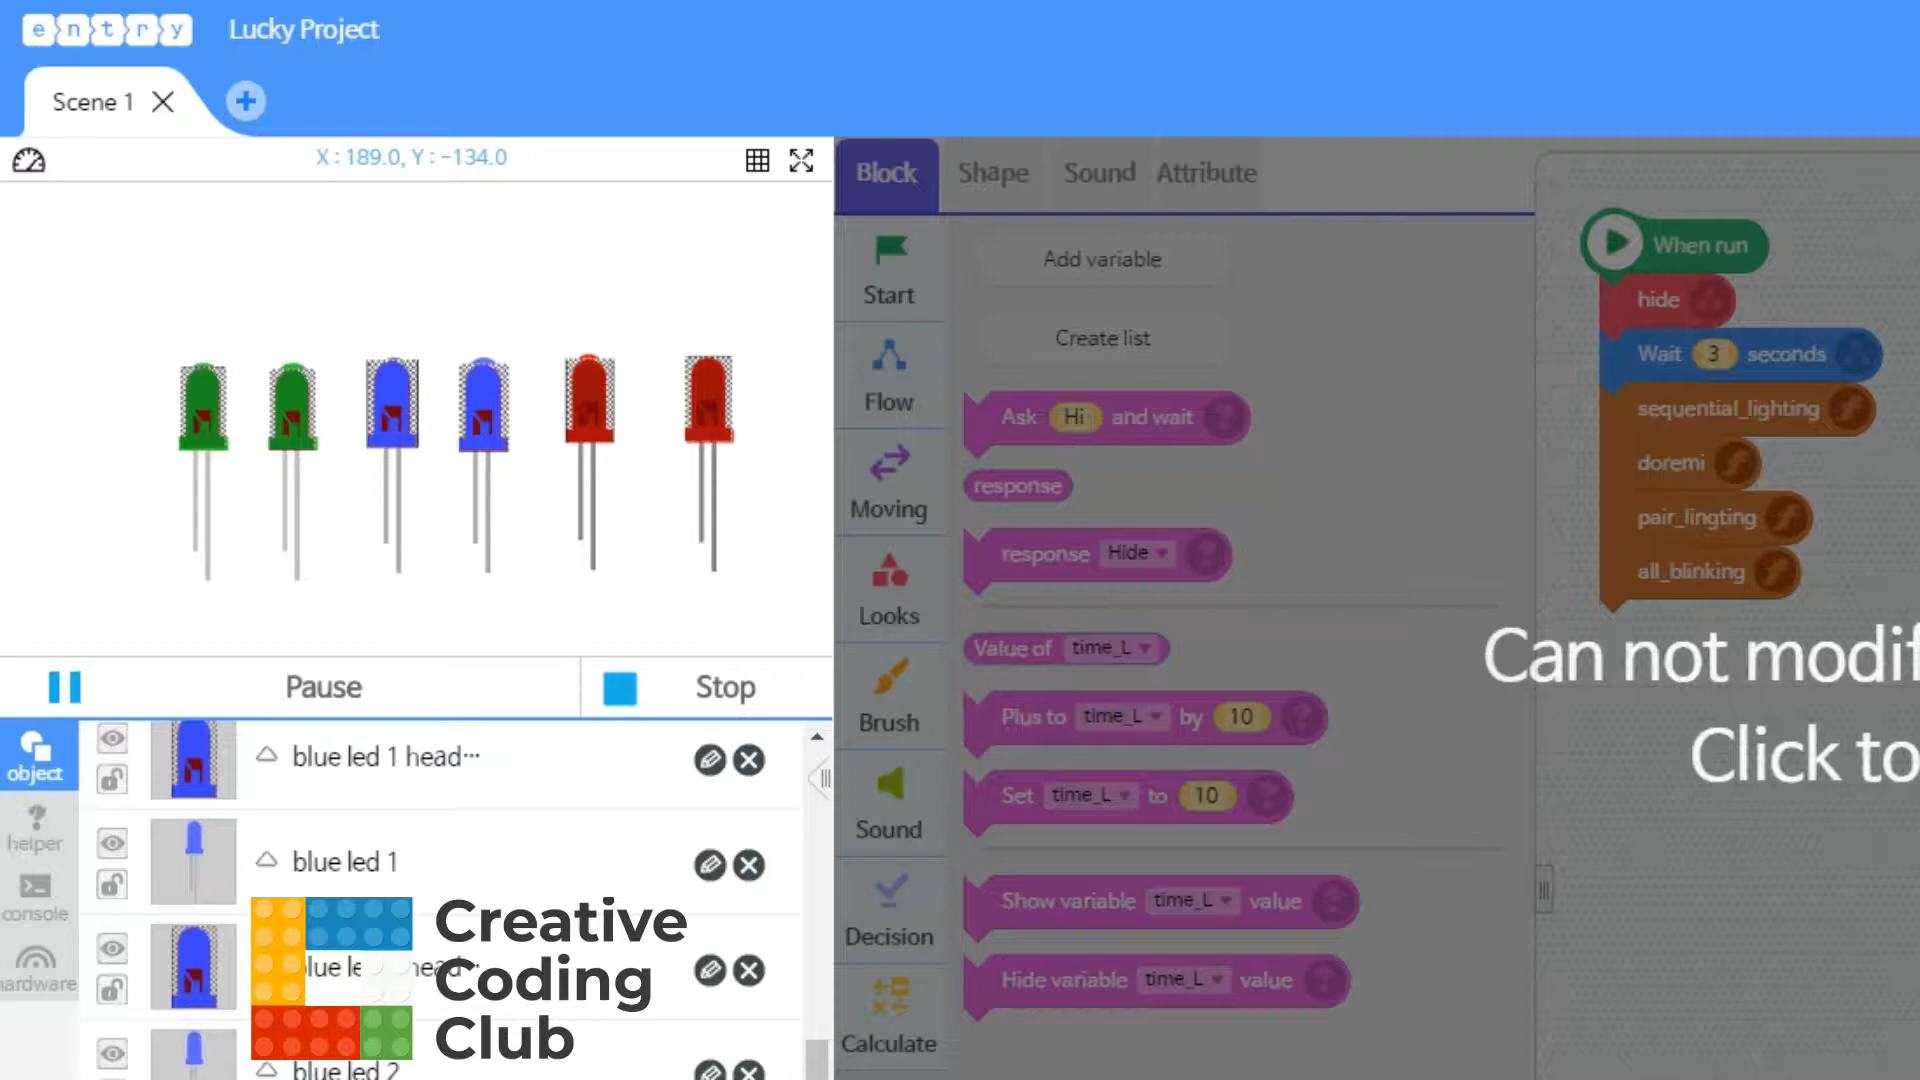 entry
Lucky Project
Scene 1
X : 189.0, Y : -134.0
Pause
Stop
object
helper
console
hardware
blue led 1 head…
blue led 1
blue led 2
Creative
Coding
Club
Block
Shape
Sound
Attribute
Start
Flow
Moving
Looks
Brush
Sound
Decision
Calculate
Add variable
Create list
Ask Hi and wait
response
response Hide
Value of time_L
Plus to time_L by 10
Set time_L to 10
Show variable time_L value
Hide variable time_L value
When run
hide
Wait 3 seconds
sequential_lighting
doremi
pair_lingting
all_blinking
Can not modif
Click to